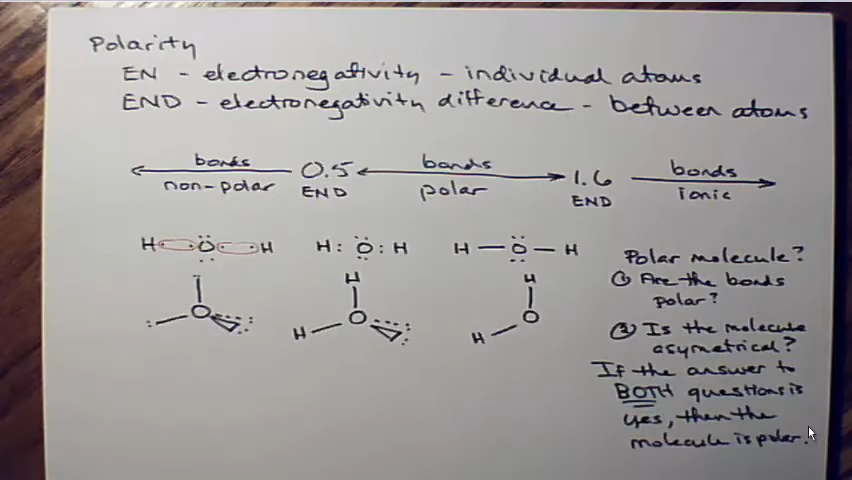 Polarity
EN - electronegativity - individual atoms
END - electronegativity difference - between atoms
bonds 0.5 bonds 1.6 bonds
non-polar END polar END ionic
H O H H : O : H H — O — H
H H
O O O
H H
Polar molecule?
① Are the bonds
polar?
② Is the molecule
asymetrical?
If the answer to
BOTH questions is
yes, then the
molecule is polar.